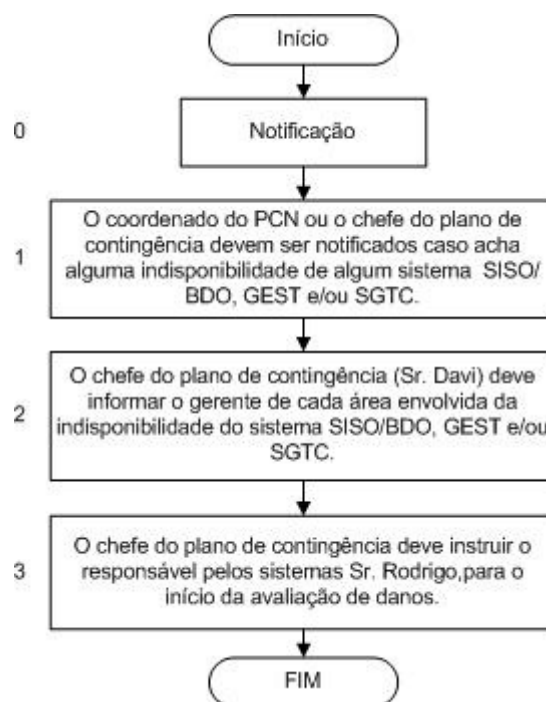 Início
0
Notificação
1
O coordenado do PCN ou o chefe do plano de
contingência devem ser notificados caso acha
alguma indisponibilidade de algum sistema SISO/
BDO, GEST e/ou SGTC.
2
O chefe do plano de contingência (Sr. Davi) deve
informar o gerente de cada área envolvida da
indisponibilidade do sistema SISO/BDO, GEST e/ou
SGTC.
3
O chefe do plano de contingência deve instruir o
responsável pelos sistemas Sr. Rodrigo,para o
início da avaliação de danos.
FIM